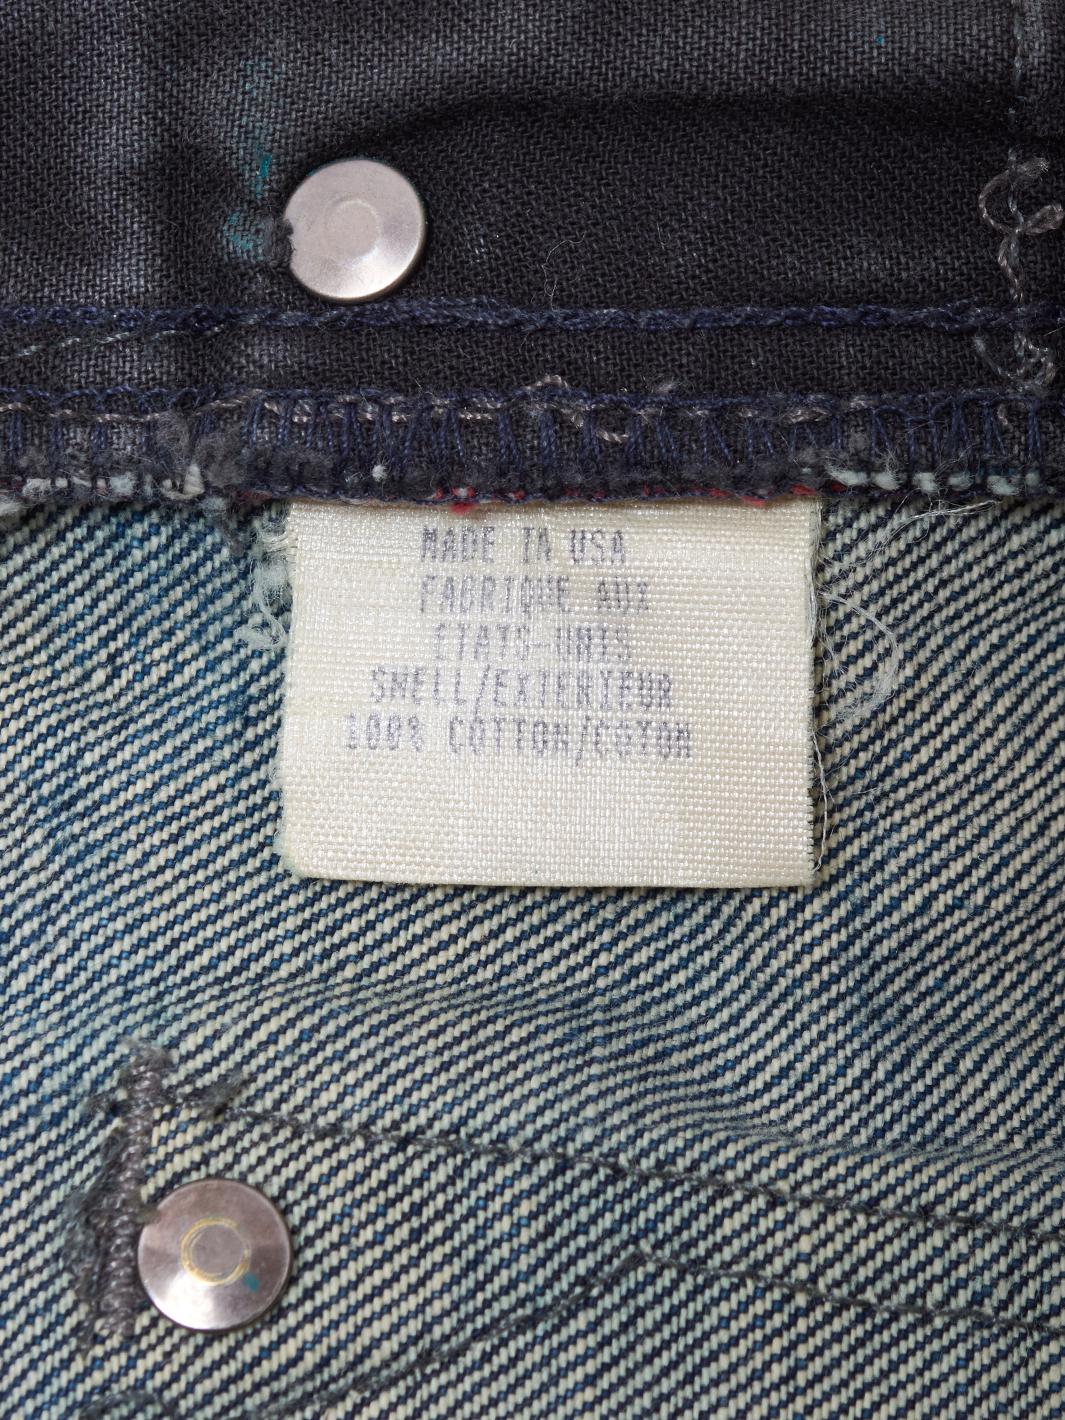 MADE IN USA
FABRIQUE AUX
ETATS-UNIS
SHELL/EXTERIEUR
100% COTTON/COTON